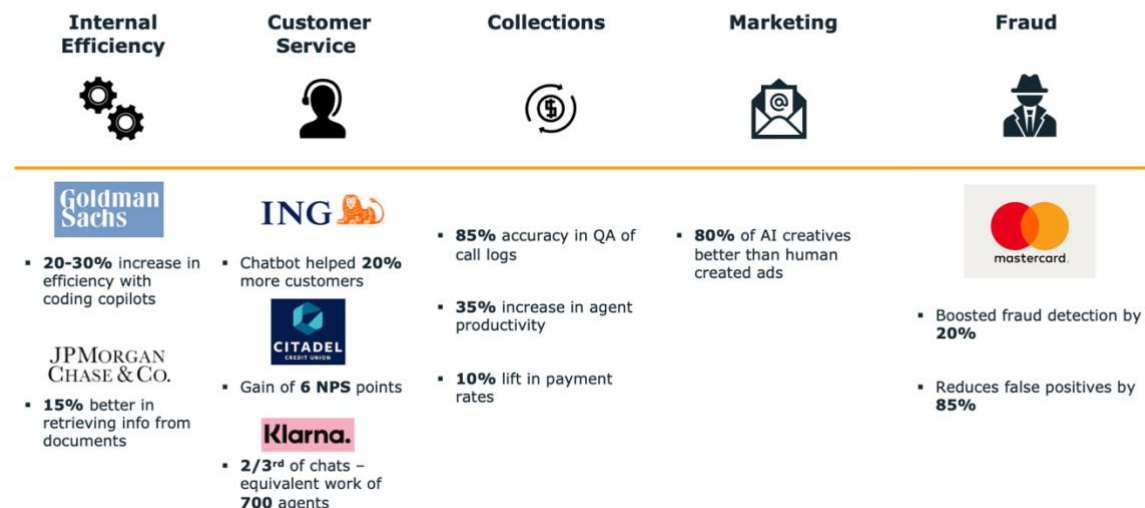 Internal
Efficiency
Customer
Service
Collections
Marketing
Fraud
@
$
Goldman
Sachs
▪ 20-30% increase in
efficiency with
coding copilots
JPMORGAN
CHASE & CO.
▪ 15% better in
retrieving info from
documents
ING
▪ Chatbot helped 20%
more customers
CITADEL
CREDIT UNION
▪ Gain of 6 NPS points
Klarna.
▪ 2/3rd of chats –
equivalent work of
700 agents
▪ 85% accuracy in QA of
call logs
▪ 35% increase in agent
productivity
▪ 10% lift in payment
rates
▪ 80% of AI creatives
better than human
created ads
mastercard.
▪ Boosted fraud detection by
20%
▪ Reduces false positives by
85%